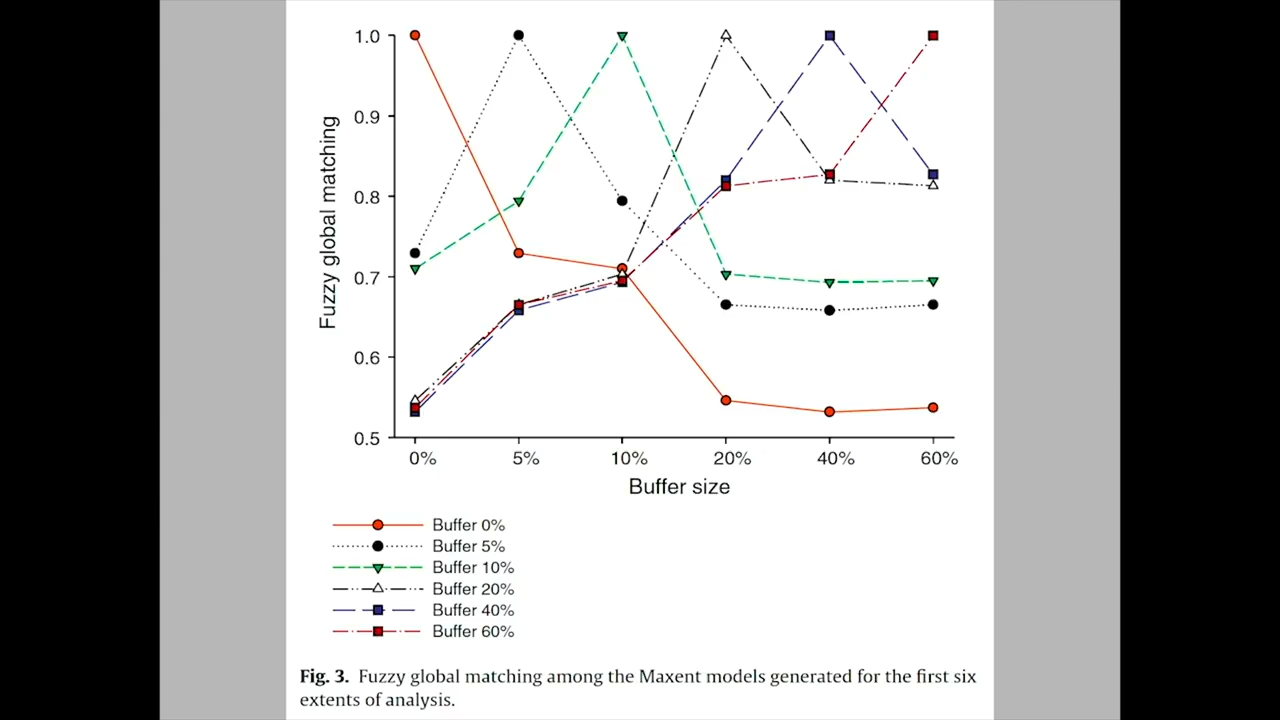 1.0
0.9
0.8
0.7
0.6
0.5
Fuzzy global matching
0% 5% 10% 20% 40% 60%
Buffer size
Buffer 0%
Buffer 5%
Buffer 10%
Buffer 20%
Buffer 40%
Buffer 60%
Fig. 3. Fuzzy global matching among the Maxent models generated for the first six
extents of analysis.